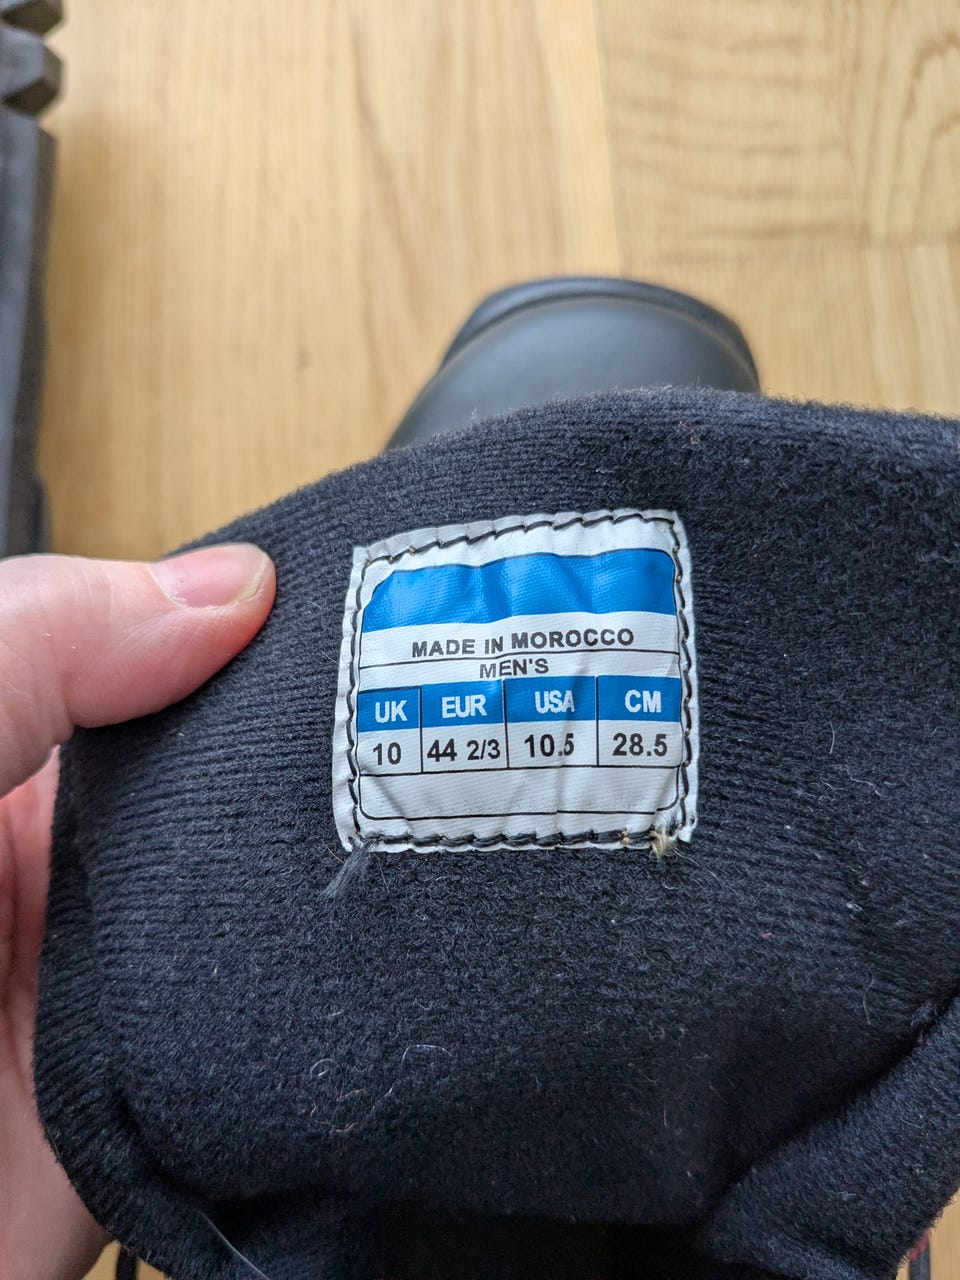 MADE IN MOROCCO
MEN'S
UK EUR USA CM
10 44 2/3 10.5 28.5